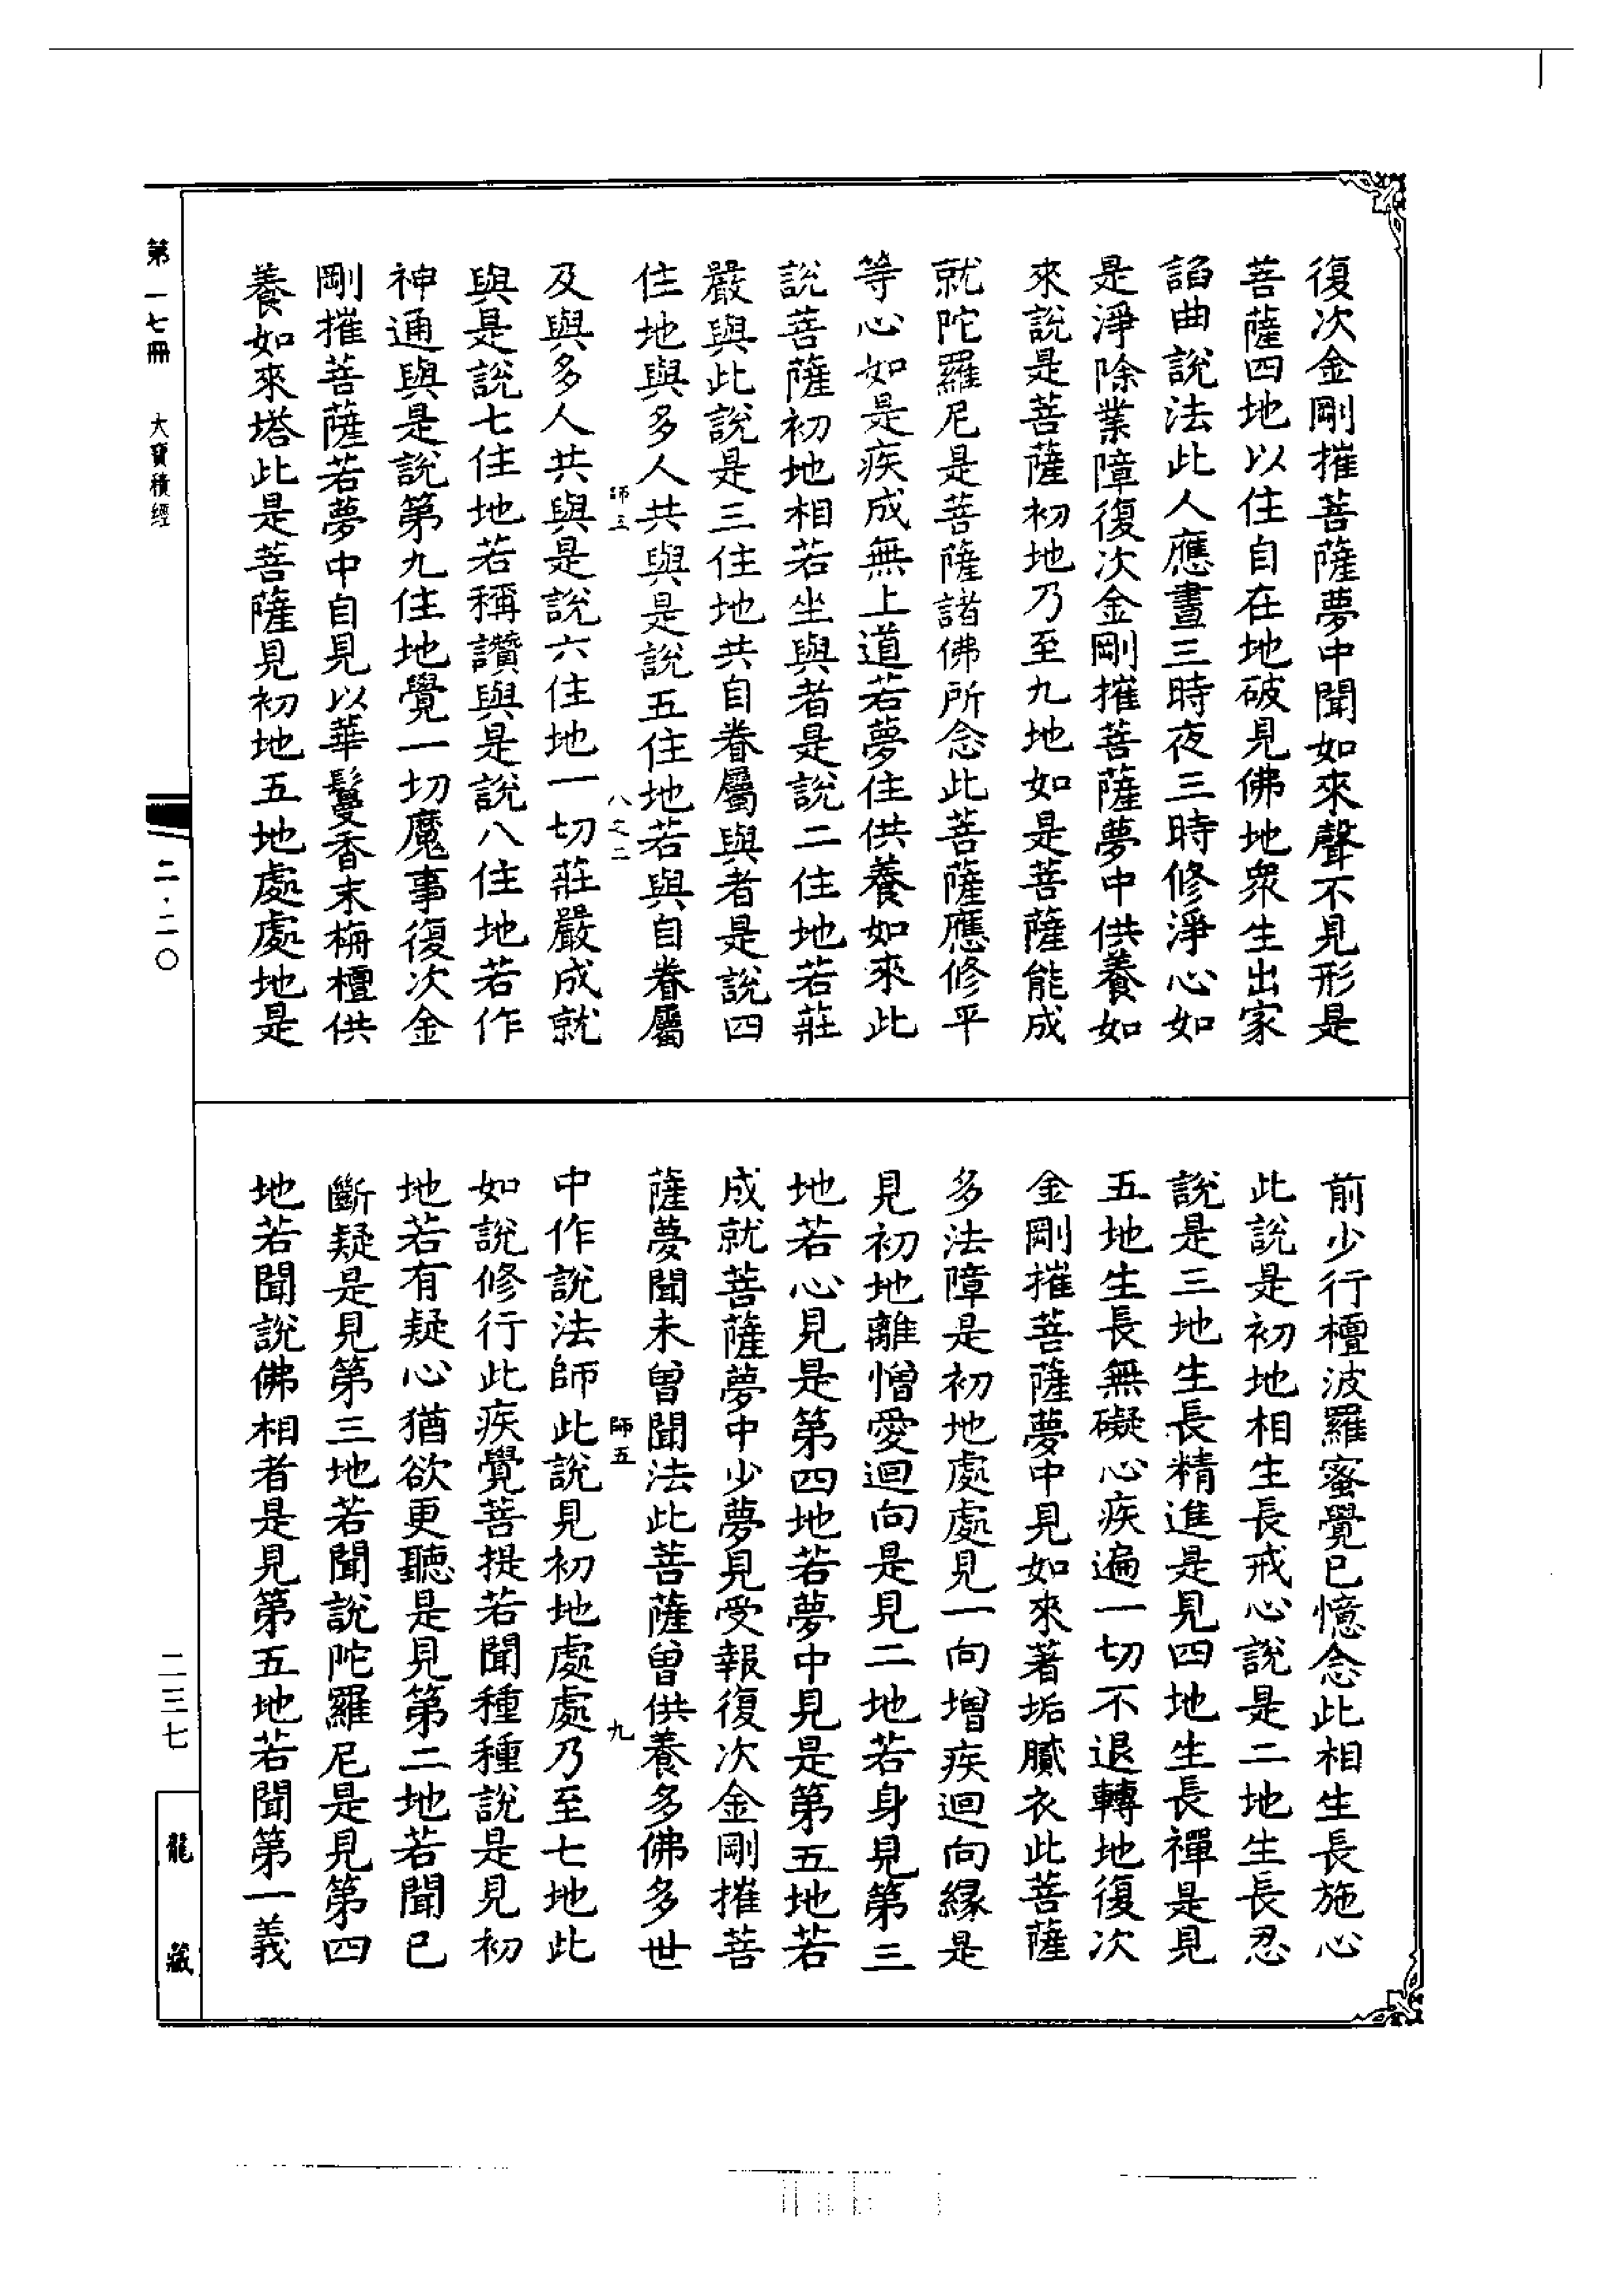 復次金剛摧菩薩夢中聞如來聲不見形是
菩薩四地以住自在地破見佛地衆生出家
諂曲說法此人應晝三時夜三時修淨心如
是淨除業障復次金剛摧菩薩夢中供養如
來說是菩薩初地乃至九地如是菩薩能成
就陀羅尼是菩薩諸佛所念此菩薩應修平
等心如是疾成無上道若夢住供養如來此
說菩薩初地相若坐與者是說二住地若莊
嚴與此說是三住地共自眷屬與者是說四
住地與多人共與是說五住地若與自眷屬
師三
八之二
及與多人共與是說六住地一切莊嚴成就
與是說七住地若稱讚與是說八住地若作
神通與是說第九住地覺一切魔事復次金
剛摧菩薩若夢中自見以華鬘香末栴檀供
養如來塔此是菩薩見初地五地處處地是
前少行檀波羅蜜覺已憶念此相生長施心
此說是初地相生長戒心說是二地生長忍
說是三地生長精進是見四地生長禪是見
五地生長無礙心疾遍一切不退轉地復次
金剛摧菩薩夢中見如來著垢膩衣此菩薩
多法障是初地處處見一向增疾迴向緣是
見初地離憎愛迴向是見二地若身見第三
地若心見是第四地若夢中見是第五地若
成就菩薩夢中少夢見受報復次金剛摧菩
薩夢聞未曾聞法此菩薩曾供養多佛多世
師五
九
中作說法師此說見初地處處乃至七地此
如說修行此疾覺菩提若聞種種說是見初
地若有疑心猶欲更聽是見第二地若聞已
斷疑是見第三地若聞說陀羅尼是見第四
地若聞說佛相者是見第五地若聞第一義
第一七冊 大寶積經
二·二〇
二三七
龍藏